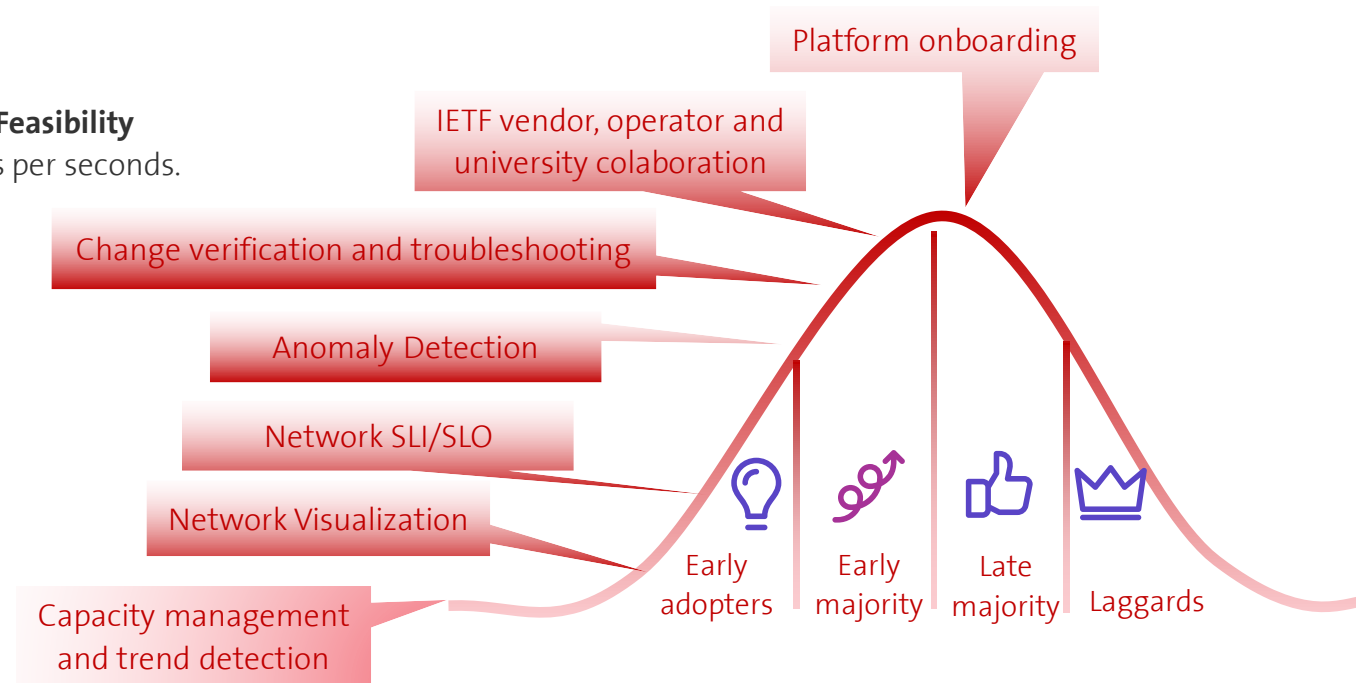 Platform onboarding
Feasibility
s per seconds.
IETF vendor, operator and
university colaboration
Change verification and troubleshooting
Anomaly Detection
Network SLI/SLO
Network Visualization
Capacity management
and trend detection
Early
adopters
Early
majority
Late
majority
Laggards